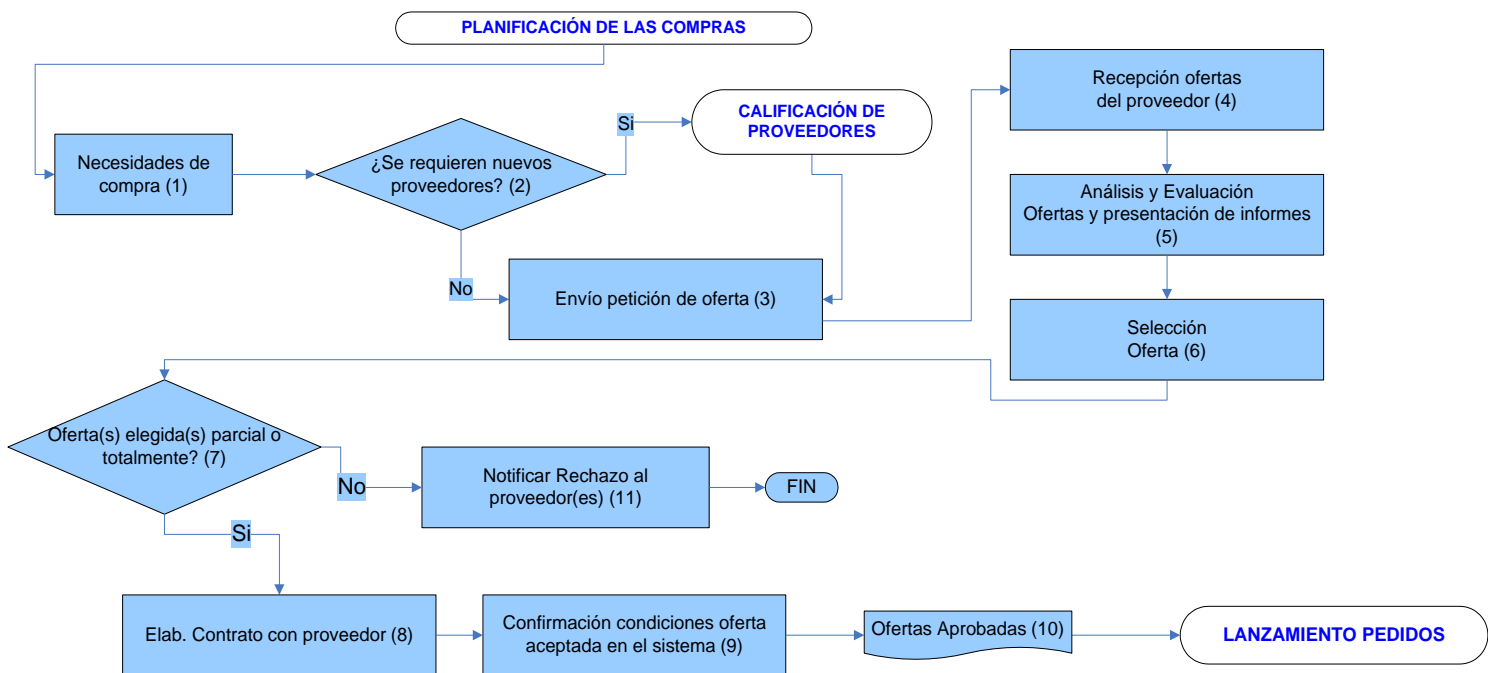 PLANIFICACIÓN DE LAS COMPRAS
Necesidades de
compra (1)
¿Se requieren nuevos
proveedores? (2)
Si
CALIFICACIÓN DE
PROVEEDORES
No
Envío petición de oferta (3)
Recepción ofertas
del proveedor (4)
Análisis y Evaluación
Ofertas y presentación de informes
(5)
Selección
Oferta (6)
Oferta(s) elegida(s) parcial o
totalmente? (7)
No
Notificar Rechazo al
proveedor(es) (11)
FIN
Si
Elab. Contrato con proveedor (8)
Confirmación condiciones oferta
aceptada en el sistema (9)
Ofertas Aprobadas (10)
LANZAMIENTO PEDIDOS